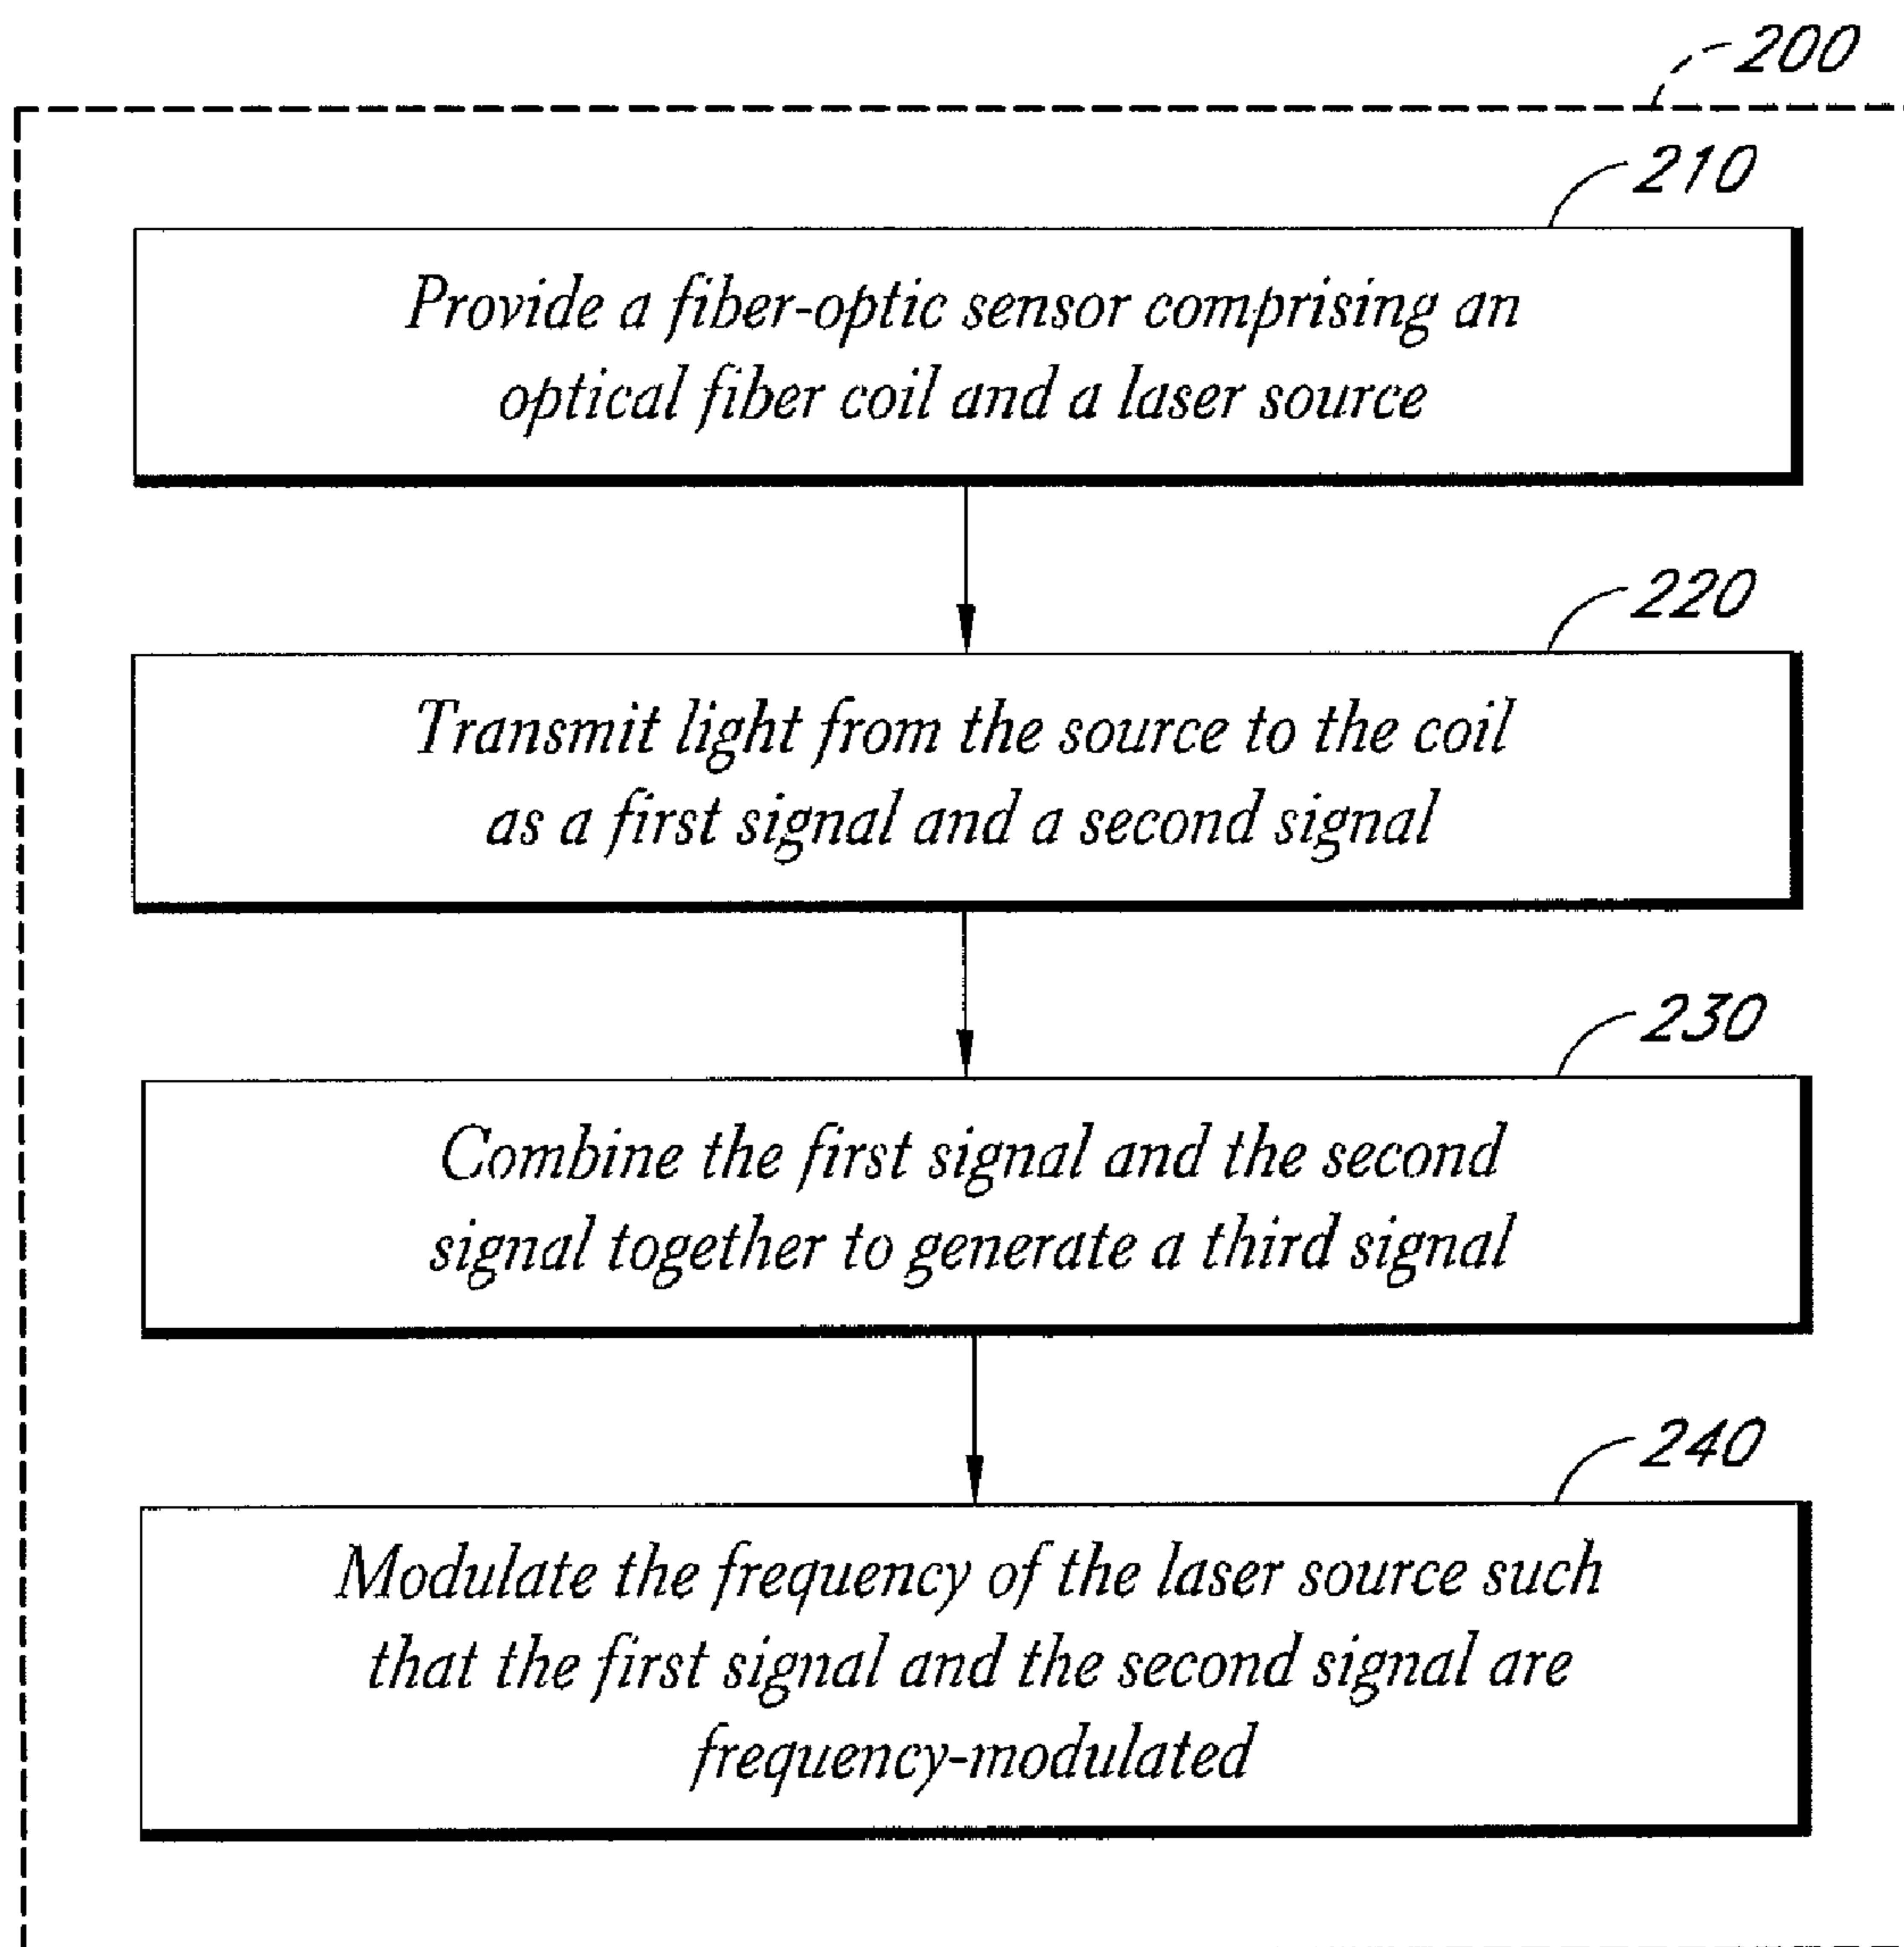 200
210
Provide a fiber-optic sensor comprising an
optical fiber coil and a laser source
220
Transmit light from the source to the coil
as a first signal and a second signal
230
Combine the first signal and the second
signal together to generate a third signal
240
Modulate the frequency of the laser source such
that the first signal and the second signal are
frequency-modulated